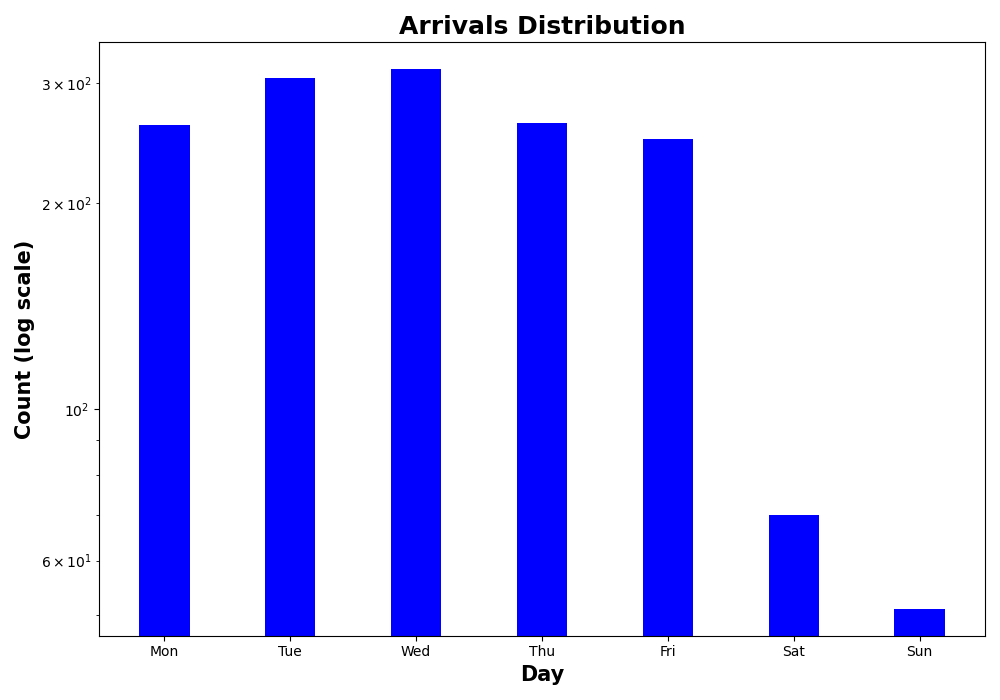 Arrivals Distribution
Count (log scale)
3 × 10²
2 × 10²
10²
6 × 10¹
Mon Tue Wed Thu Fri Sat Sun
Day